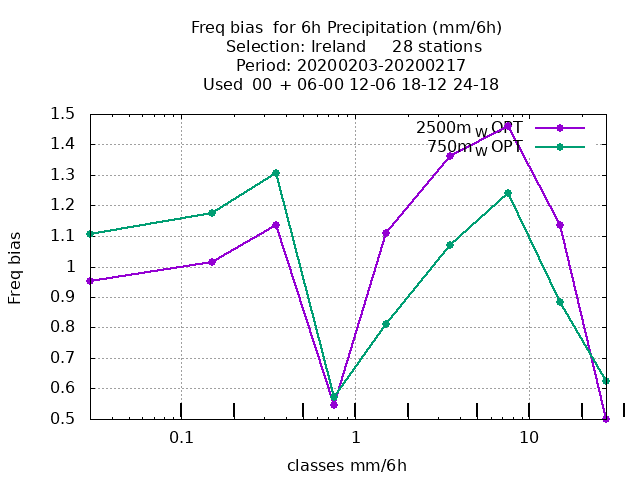 Freq bias  for 6h Precipitation (mm/6h)
Selection: Ireland     28 stations
Period: 20200203-20200217
Used  00  + 06-00 12-06 18-12 24-18
2500m_W OPT
750m_W OPT
1.5
1.4
1.3
1.2
1.1
1
0.9
0.8
0.7
0.6
0.5
Freq bias
0.1 1 10
classes mm/6h